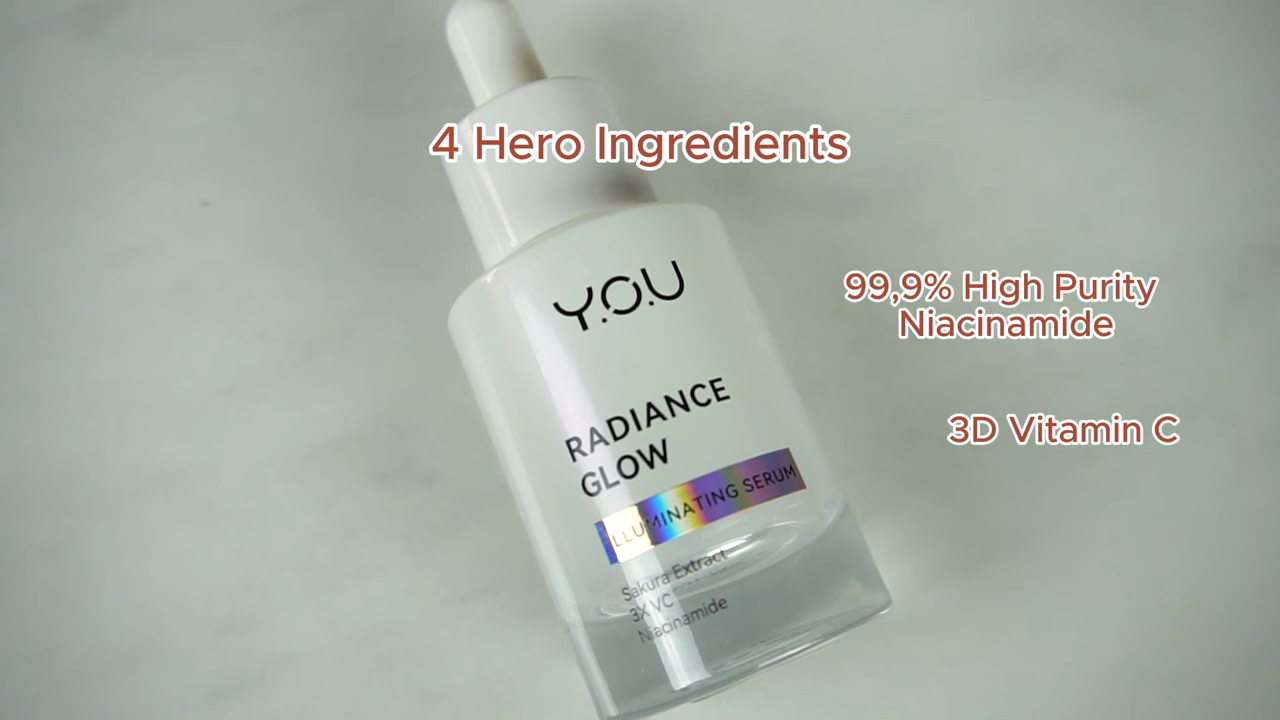 4 Hero Ingredients
Y.O.U
99,9% High Purity
Niacinamide
RADIANCE
GLOW
3D Vitamin C
ILLUMINATING SERUM
Sakura Extract
3X VC
Niacinamide